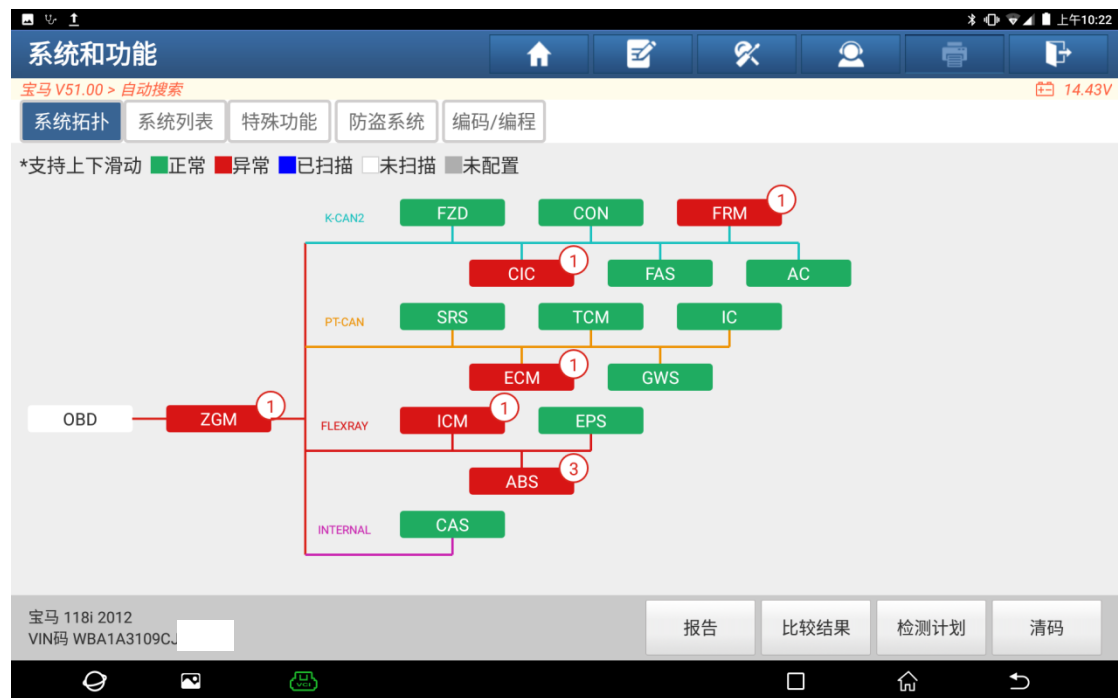 上午10:22
系统和功能
宝马 V51.00 > 自动搜索
14.43V
系统拓扑 系统列表 特殊功能 防盗系统 编码/编程
*支持上下滑动 正常 异常 已扫描 未扫描 未配置
K-CAN2 FZD CON FRM 1
CIC 1 FAS AC
PT-CAN SRS TCM IC
ECM 1 GWS
OBD ZGM 1 FLEXRAY ICM 1 EPS
ABS 3
INTERNAL CAS
宝马 118i 2012
VIN码 WBA1A3109CJ
报告 比较结果 检测计划 清码
VCI